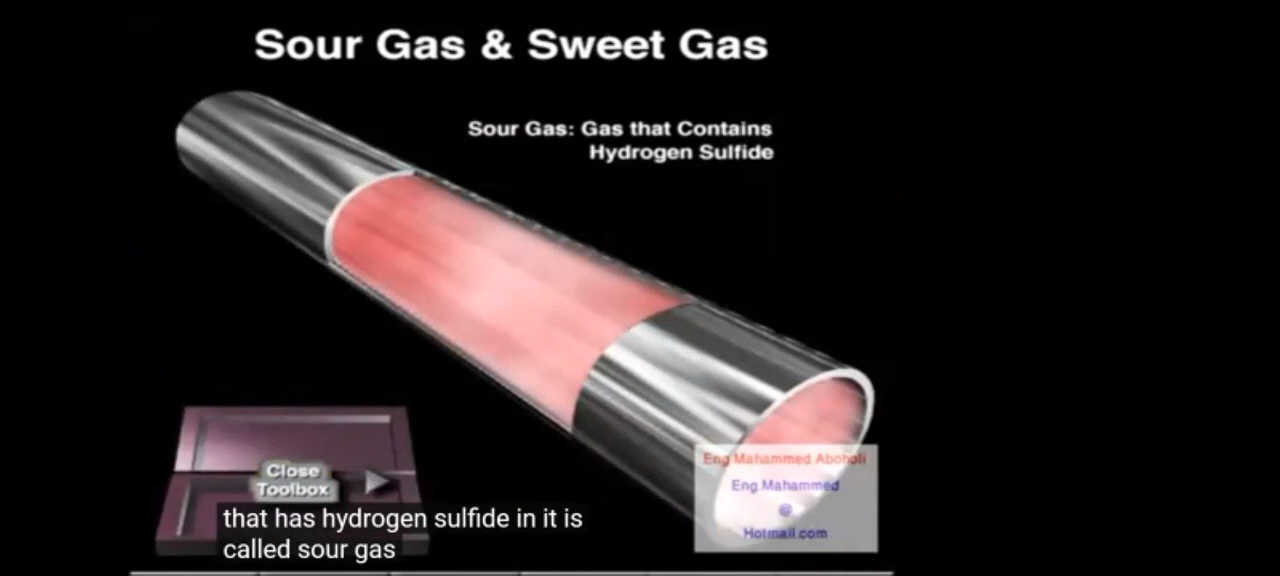 Sour Gas & Sweet Gas
Sour Gas: Gas that Contains
Hydrogen Sulfide
Close
Toolbox
that has hydrogen sulfide in it is
called sour gas
Eng Mahammed Aboholi
Eng.Mahammed
@
Hotmail.com